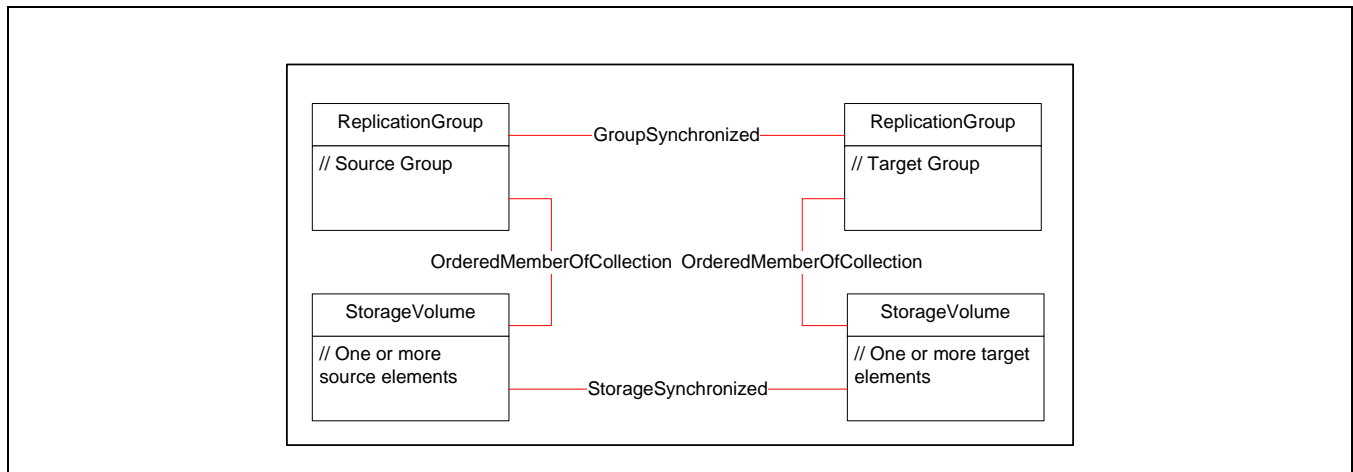 ReplicationGroup
GroupSynchronized
ReplicationGroup
// Source Group
// Target Group
OrderedMemberOfCollection
OrderedMemberOfCollection
StorageVolume
StorageVolume
// One or more
source elements
// One or more target
elements
StorageSynchronized